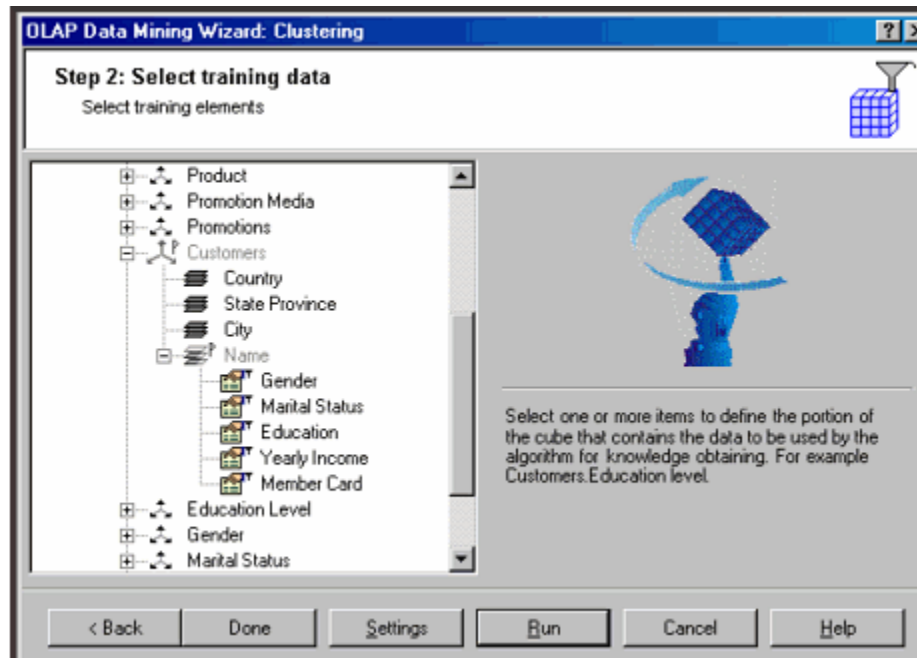 OLAP Data Mining Wizard: Clustering
Step 2: Select training data
Select training elements
Product
Promotion Media
Promotions
Customers
Country
State Province
City
Name
Gender
Marital Status
Education
Yearly Income
Member Card
Education Level
Gender
Marital Status
Select one or more items to define the portion of
the cube that contains the data to be used by the
algorithm for knowledge obtaining. For example
Customers.Education level.
< Back
Done
Settings
Run
Cancel
Help